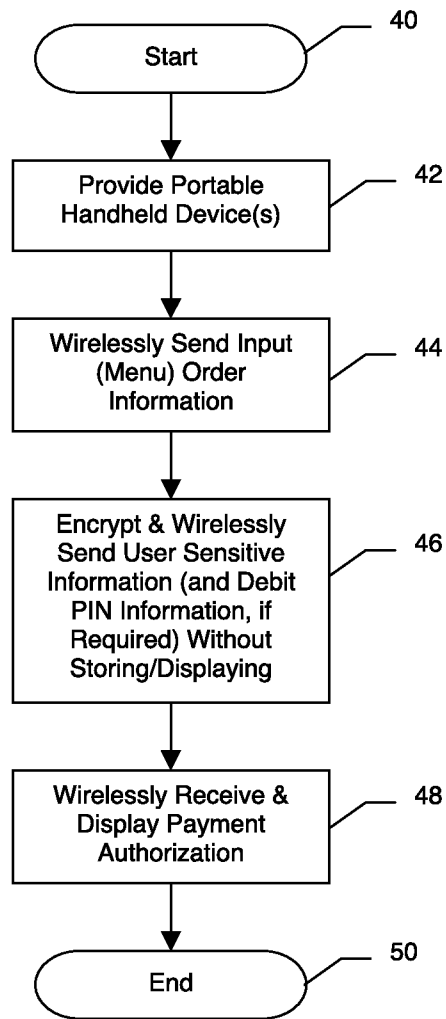 40
Start
42
Provide Portable
Handheld Device(s)
44
Wirelessly Send Input
(Menu) Order
Information
46
Encrypt & Wirelessly
Send User Sensitive
Information (and Debit
PIN Information, if
Required) Without
Storing/Displaying
48
Wirelessly Receive &
Display Payment
Authorization
50
End